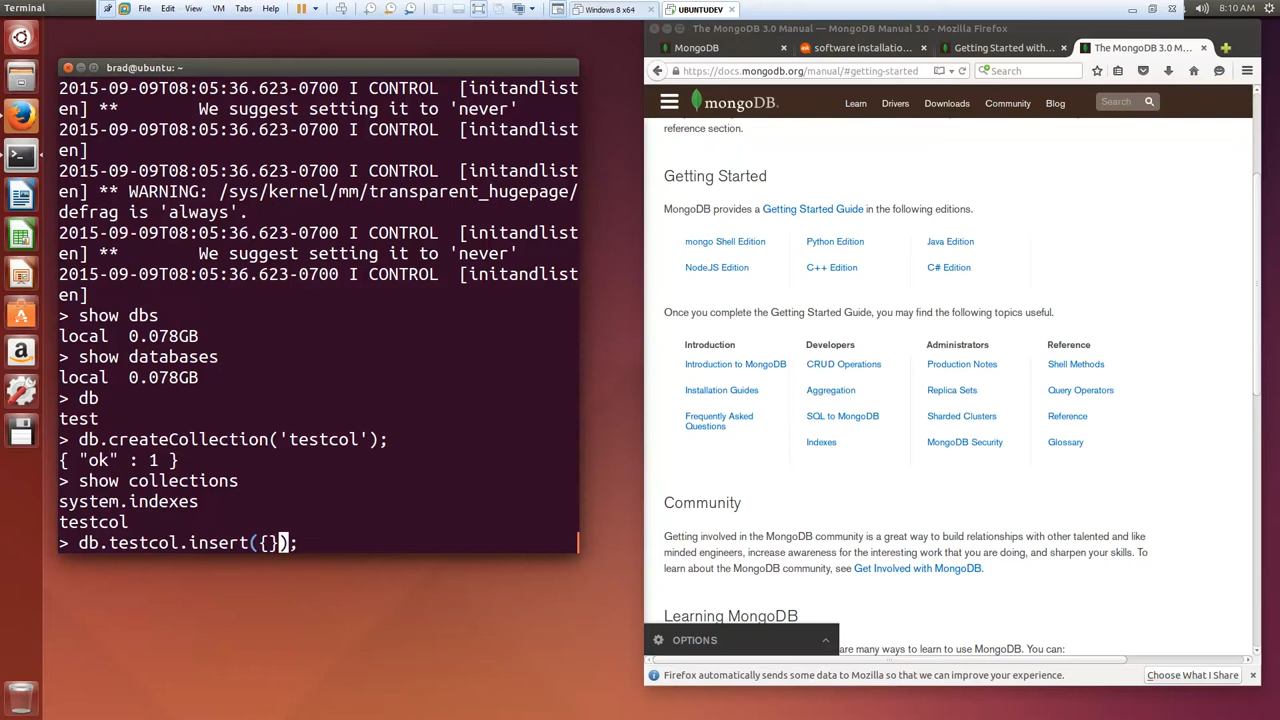 Terminal
File Edit View VM Tabs Help
Windows 8 x64
UBUNTUDEV
8:10 AM
brad@ubuntu: ~
2015-09-09T08:05:36.623-0700 I CONTROL  [initandlist
en] **        We suggest setting it to 'never'
2015-09-09T08:05:36.623-0700 I CONTROL  [initandlist
en]
2015-09-09T08:05:36.623-0700 I CONTROL  [initandlist
en] ** WARNING: /sys/kernel/mm/transparent_hugepage/
defrag is 'always'.
2015-09-09T08:05:36.623-0700 I CONTROL  [initandlist
en] **        We suggest setting it to 'never'
2015-09-09T08:05:36.623-0700 I CONTROL  [initandlist
en]
> show dbs
local  0.078GB
> show databases
local  0.078GB
> db
test
> db.createCollection('testcol');
{ "ok" : 1 }
> show collections
system.indexes
testcol
> db.testcol.insert({});
The MongoDB 3.0 Manual — MongoDB Manual 3.0 - Mozilla Firefox
MongoDB
software installatio...
Getting Started with...
The MongoDB 3.0 M...
https://docs.mongodb.org/manual/#getting-started
Search
mongoDB.
Learn Drivers Downloads Community Blog
Search
reference section.
Getting Started
MongoDB provides a Getting Started Guide in the following editions.
mongo Shell Edition Python Edition Java Edition
NodeJS Edition C++ Edition C# Edition
Once you complete the Getting Started Guide, you may find the following topics useful.
Introduction Developers Administrators Reference
Introduction to MongoDB CRUD Operations Production Notes Shell Methods
Installation Guides Aggregation Replica Sets Query Operators
Frequently Asked Questions SQL to MongoDB Sharded Clusters Reference
Indexes MongoDB Security Glossary
Community
Getting involved in the MongoDB community is a great way to build relationships with other talented and like
minded engineers, increase awareness for the interesting work that you are doing, and sharpen your skills. To
learn about the MongoDB community, see Get Involved with MongoDB.
Learning MongoDB
are many ways to learn to use MongoDB. You can:
OPTIONS
Firefox automatically sends some data to Mozilla so that we can improve your experience.
Choose What I Share